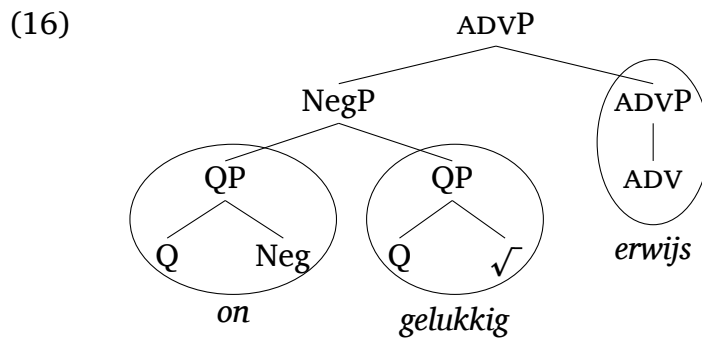 (16)
ADVP
NegP ADVP
QP QP ADV
Q Neg Q √
erwijs
on gelukkig